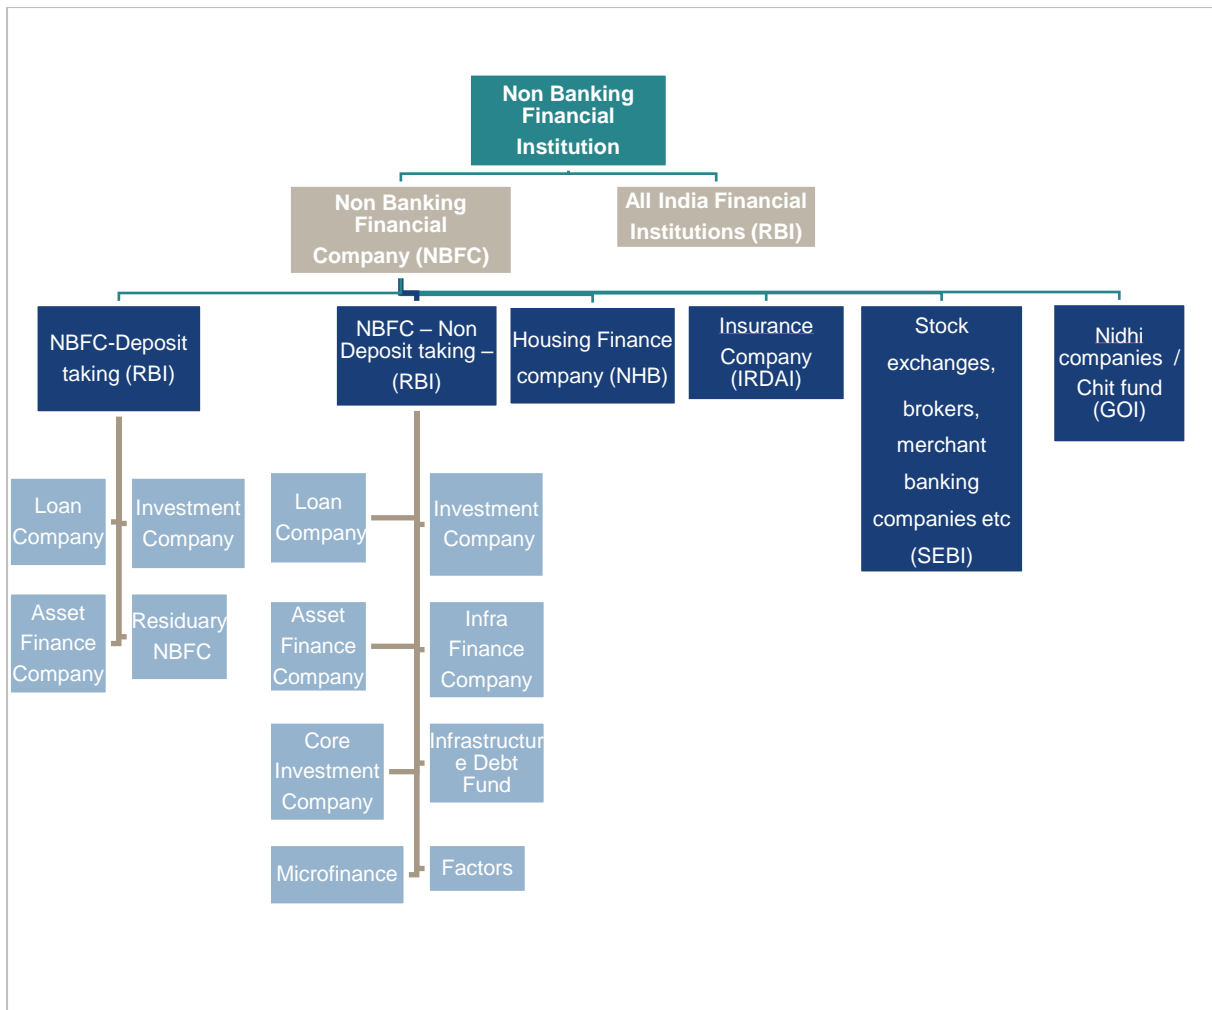 Non Banking
Financial
Institution
Non Banking
Financial
Company (NBFC)
All India Financial
Institutions (RBI)
NBFC-Deposit
taking (RBI)
NBFC – Non
Deposit taking –
(RBI)
Housing Finance
company (NHB)
Insurance
Company
(IRDAI)
Stock
exchanges,
brokers,
merchant
banking
companies etc
(SEBI)
Nidhi
companies /
Chit fund
(GOI)
Loan
Company
Investment
Company
Asset
Finance
Company
Residuary
NBFC
Loan
Company
Investment
Company
Asset
Finance
Company
Infra
Finance
Company
Core
Investment
Company
Infrastructur
e Debt
Fund
Microfinance
Factors